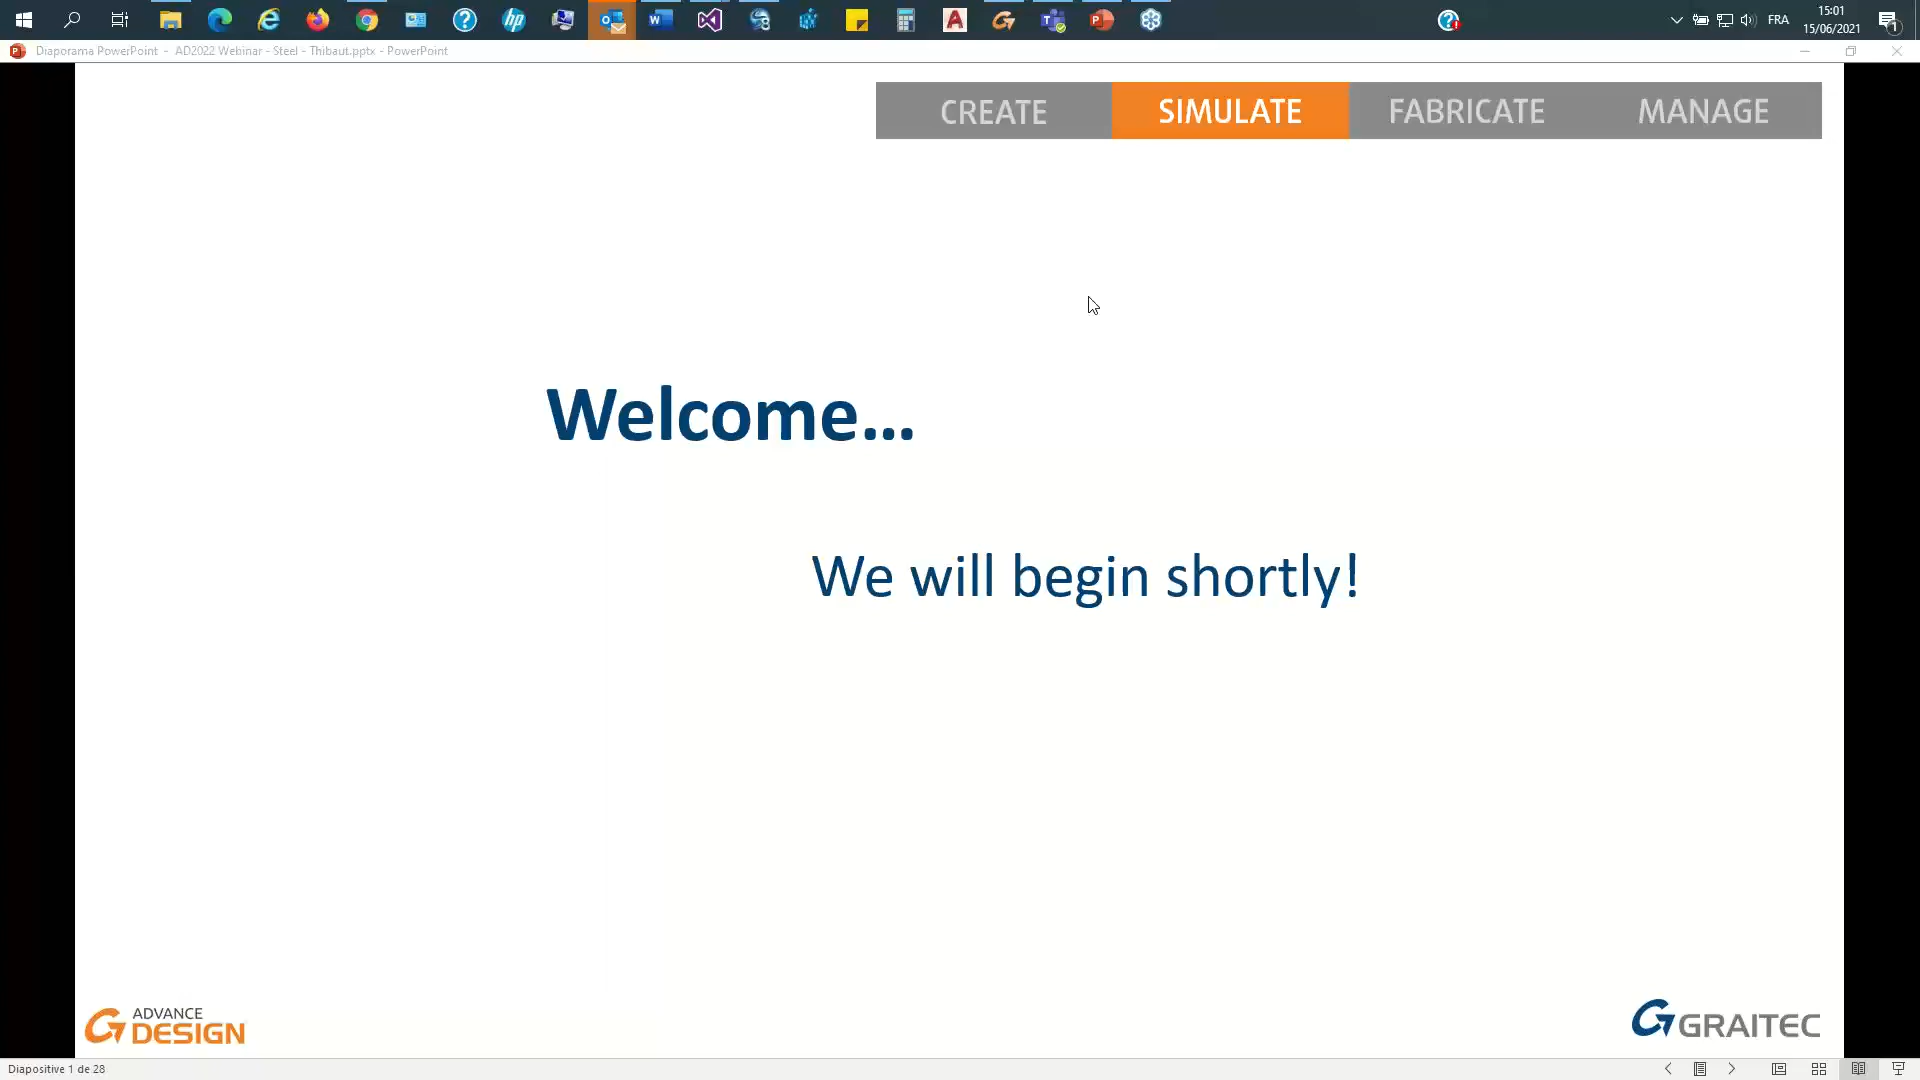 FRA
15:01
15/06/2021
1
Diaporama PowerPoint - AD2022 Webinar - Steel - Thibaut.pptx - PowerPoint
CREATE SIMULATE FABRICATE MANAGE
Welcome...
We will begin shortly!
ADVANCE
DESIGN
GRAITEC
Diapositive 1 de 28